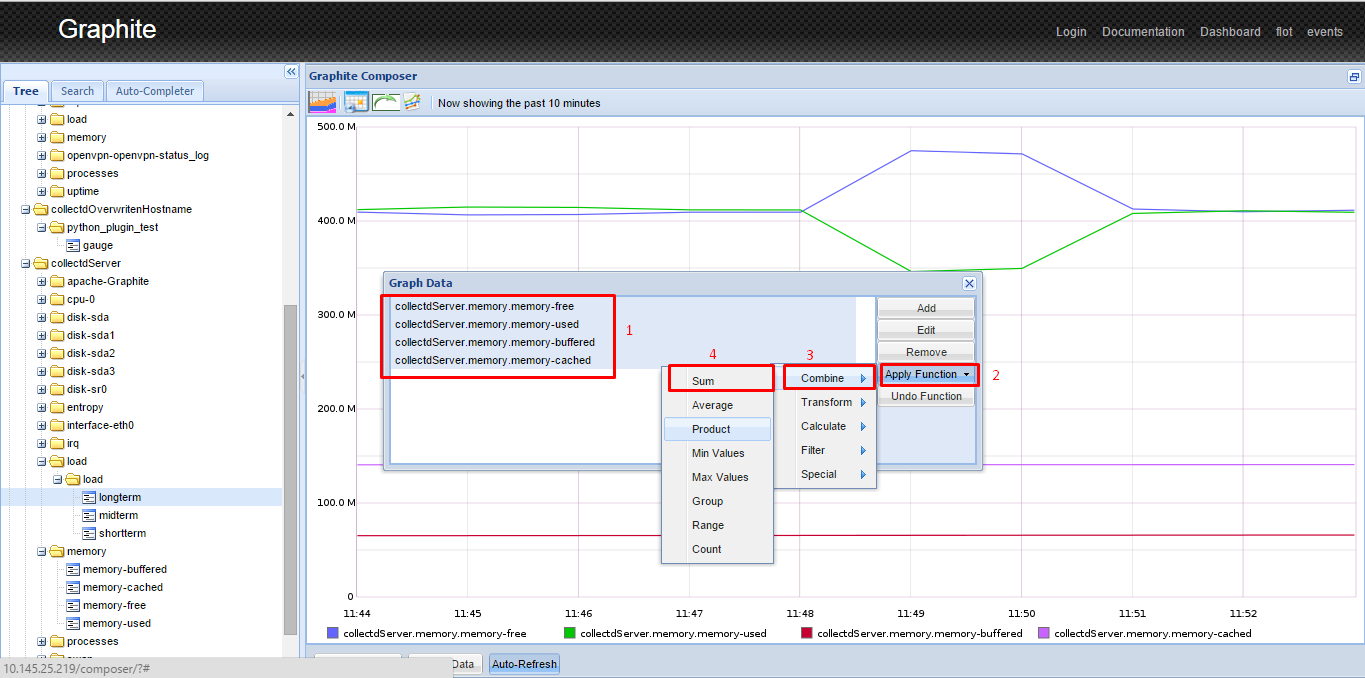 Graphite
Login Documentation Dashboard flot events
Tree Search Auto-Completer
load
memory
openvpn-openvpn-status_log
processes
uptime
collectdOverwritenHostname
python_plugin_test
gauge
collectdServer
apache-Graphite
cpu-0
disk-sda
disk-sda1
disk-sda2
disk-sda3
disk-sr0
entropy
interface-eth0
irq
load
load
longterm
midterm
shortterm
memory
memory-buffered
memory-cached
memory-free
memory-used
processes
10.145.25.219/composer/?#
Graphite Composer
Now showing the past 10 minutes
500.0 M
400.0 M
300.0 M
200.0 M
100.0 M
0
11:44 11:45 11:46 11:47 11:48 11:49 11:50 11:51 11:52
collectdServer.memory.memory-free collectdServer.memory.memory-used collectdServer.memory.memory-buffered collectdServer.memory.memory-cached
Graph Data
collectdServer.memory.memory-free
collectdServer.memory.memory-used
collectdServer.memory.memory-buffered
collectdServer.memory.memory-cached
1
Add
Edit
Remove
Apply Function
2
Undo Function
3
Combine
Transform
Calculate
Filter
Special
4
Sum
Average
Product
Min Values
Max Values
Group
Range
Count
Data Auto-Refresh